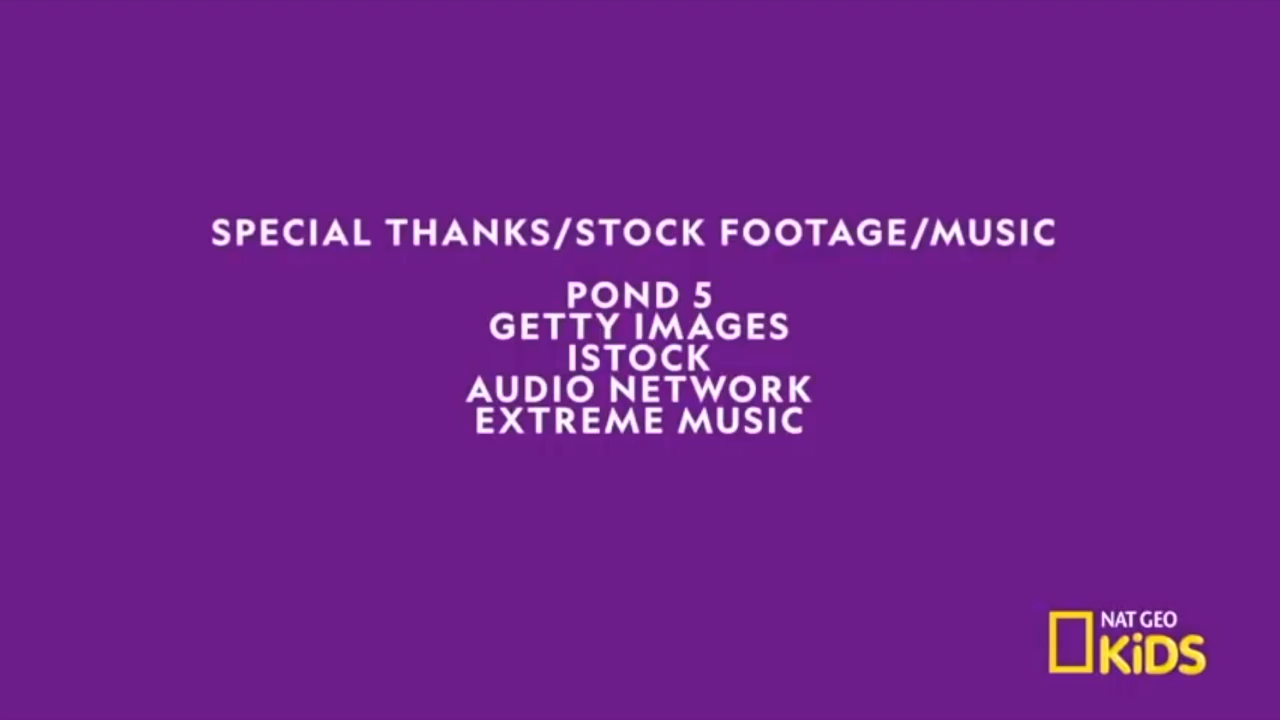 SPECIAL THANKS/STOCK FOOTAGE/MUSIC
POND 5
GETTY IMAGES
ISTOCK
AUDIO NETWORK
EXTREME MUSIC
NAT GEO
KiDS